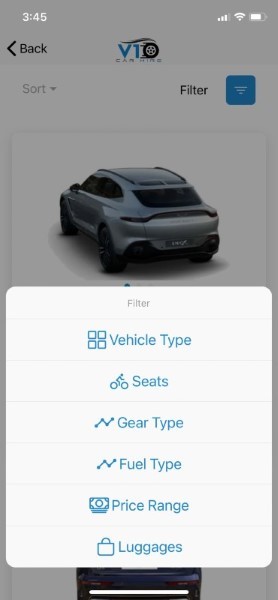 3:45
Back
V10
CAR HIRE
Sort
Filter
Filter
Vehicle Type
Seats
Gear Type
Fuel Type
Price Range
Luggages